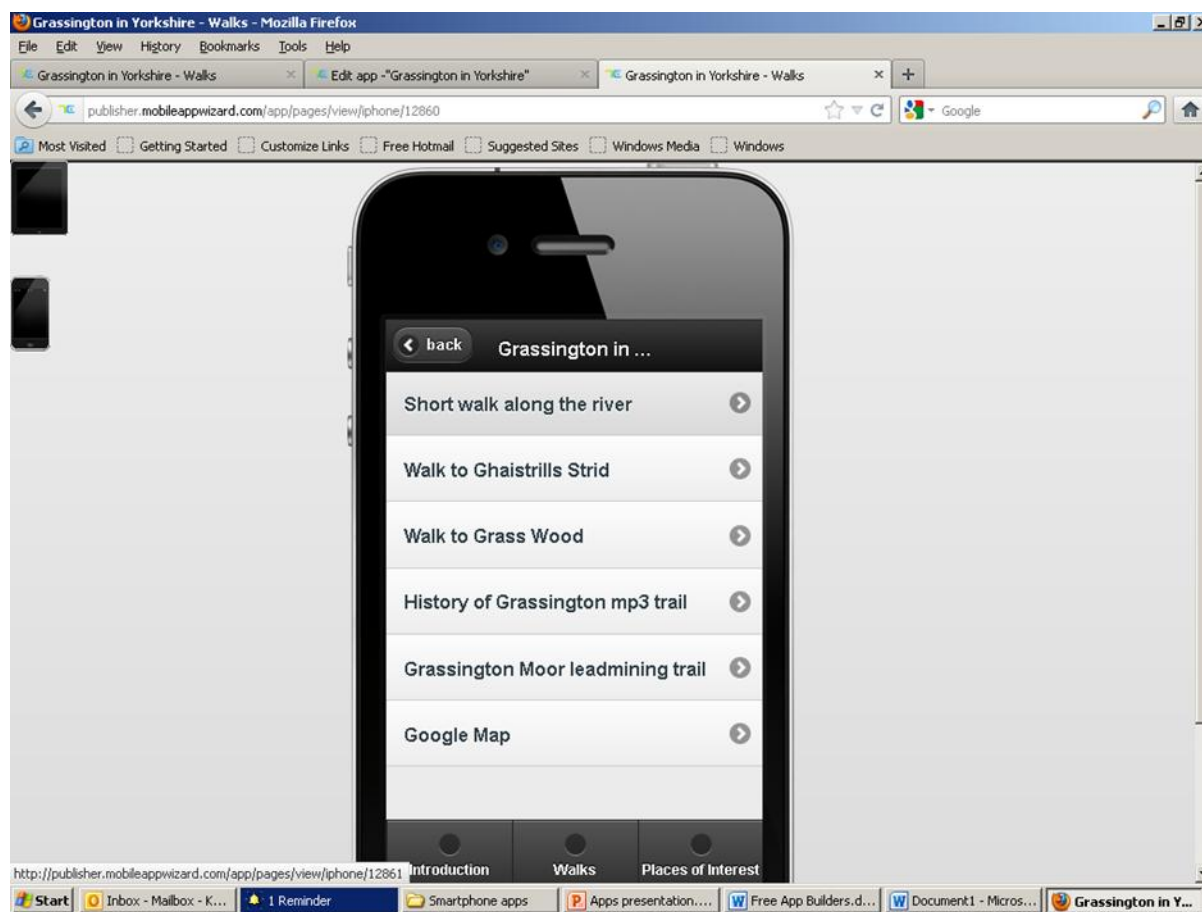 Grassington in Yorkshire - Walks - Mozilla Firefox
File Edit View History Bookmarks Tools Help
Grassington in Yorkshire - Walks × Edit app -"Grassington in Yorkshire" × Grassington in Yorkshire - Walks × +
publisher.mobileappwizard.com/app/pages/view/iphone/12860 Google
Most Visited Getting Started Customize Links Free Hotmail Suggested Sites Windows Media Windows
back Grassington in ...
Short walk along the river
Walk to Ghaistrills Strid
Walk to Grass Wood
History of Grassington mp3 trail
Grassington Moor leadmining trail
Google Map
Introduction Walks Places of Interest
http://publisher.mobileappwizard.com/app/pages/view/iphone/12861
Start Inbox - Mailbox - K... 1 Reminder Smartphone apps Apps presentation.... Free App Builders.d... Document1 - Micros... Grassington in Y...